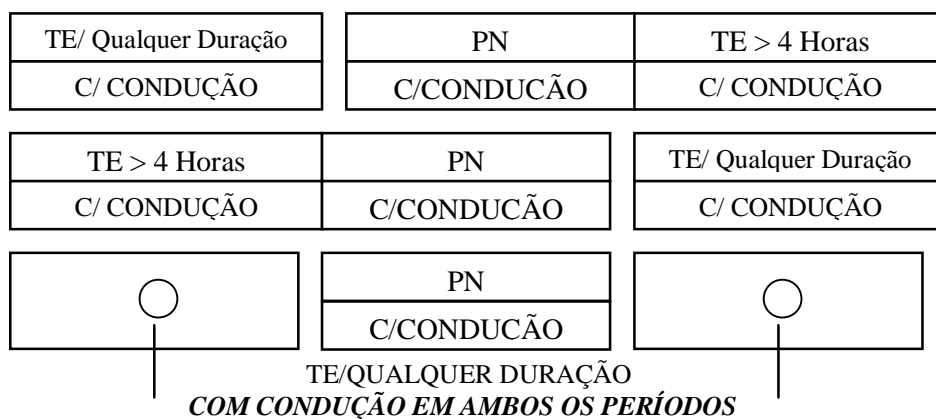 TE/ Qualquer Duração PN TE > 4 Horas
C/ CONDUÇÃO C/CONDUCÃO C/ CONDUÇÃO
TE > 4 Horas PN TE/ Qualquer Duração
C/ CONDUÇÃO C/CONDUCÃO C/ CONDUÇÃO
PN
C/CONDUCÃO
TE/QUALQUER DURAÇÃO
COM CONDUÇÃO EM AMBOS OS PERÍODOS